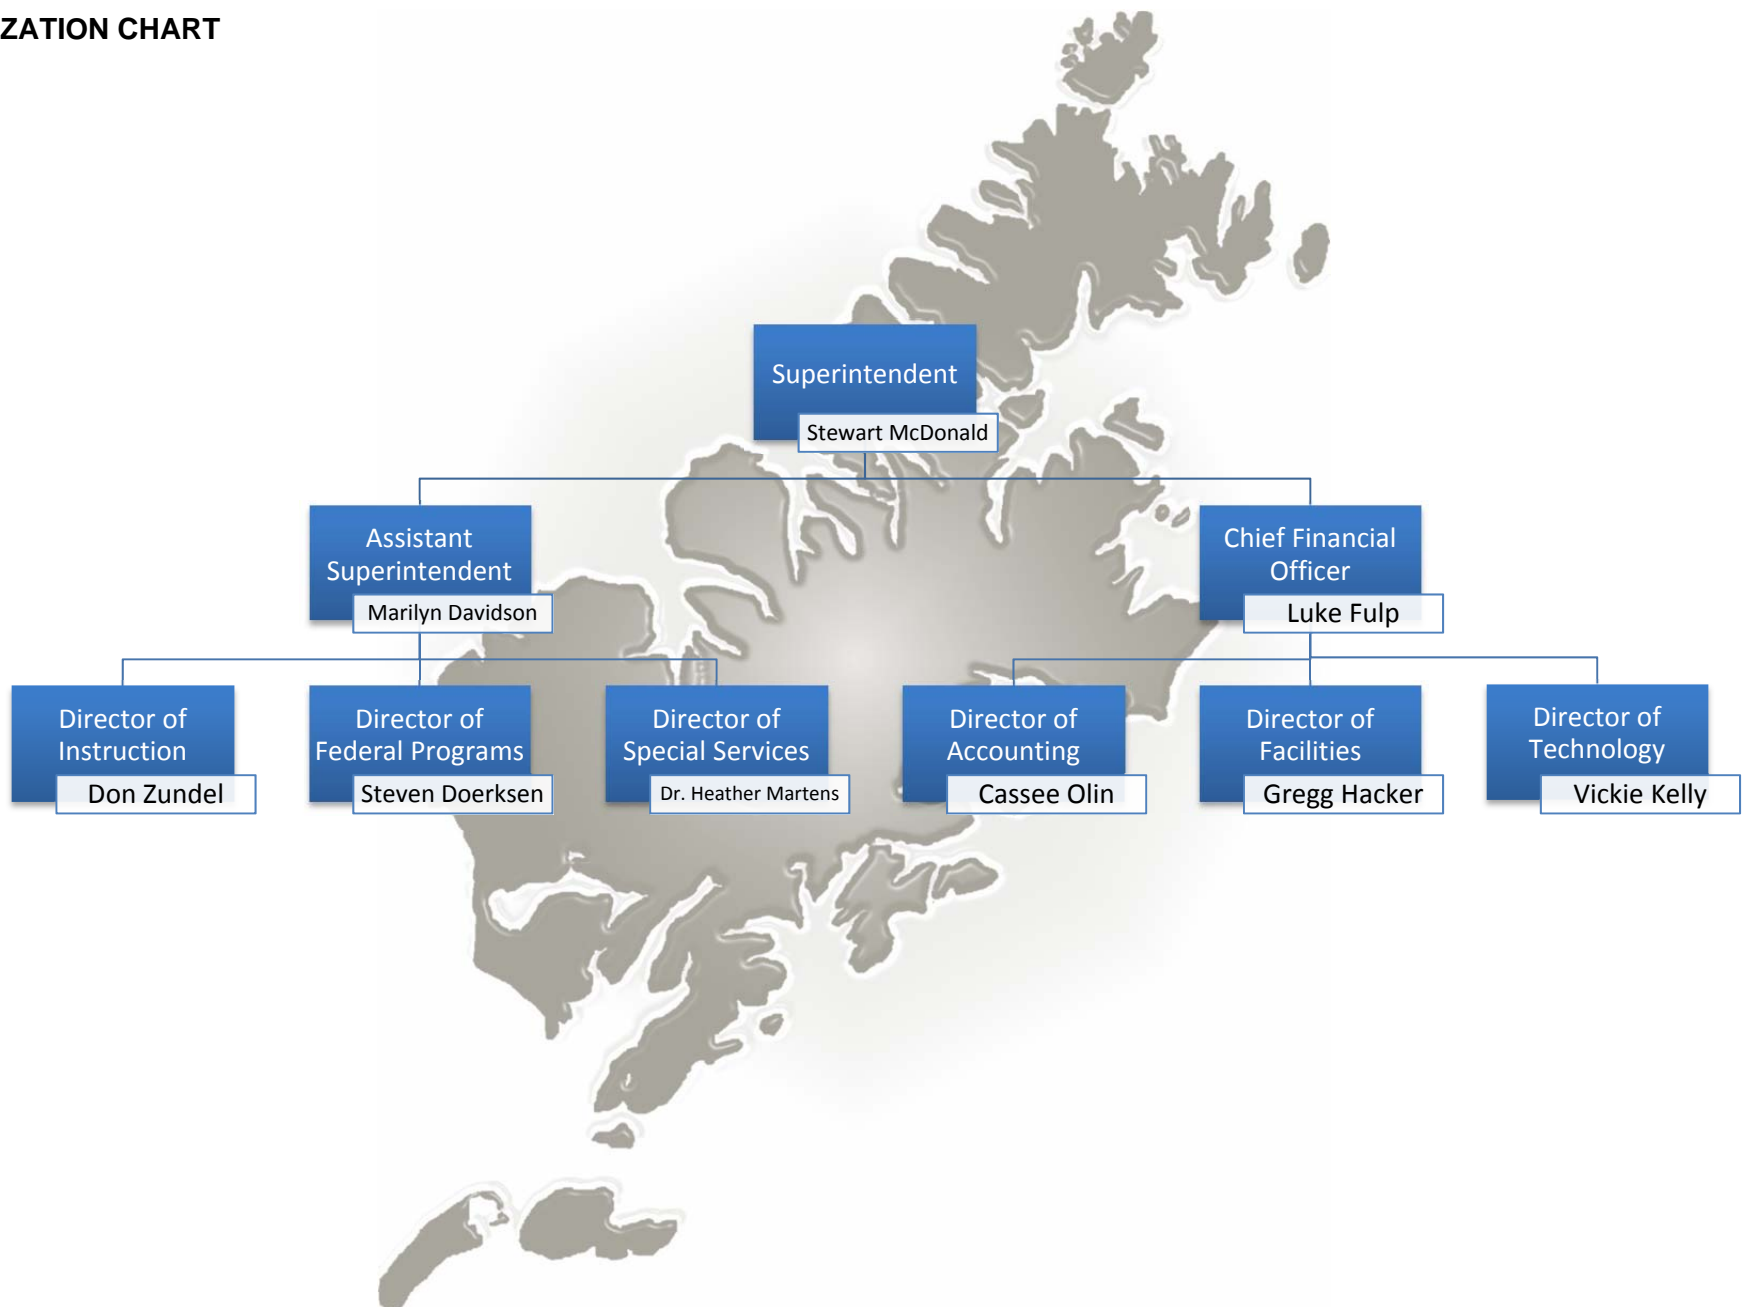 ZATION CHART
Superintendent
Stewart McDonald
Assistant
Superintendent
Marilyn Davidson
Chief Financial
Officer
Luke Fulp
Director of
Instruction
Don Zundel
Director of
Federal Programs
Steven Doerksen
Director of
Special Services
Dr. Heather Martens
Director of
Accounting
Cassee Olin
Director of
Facilities
Gregg Hacker
Director of
Technology
Vickie Kelly